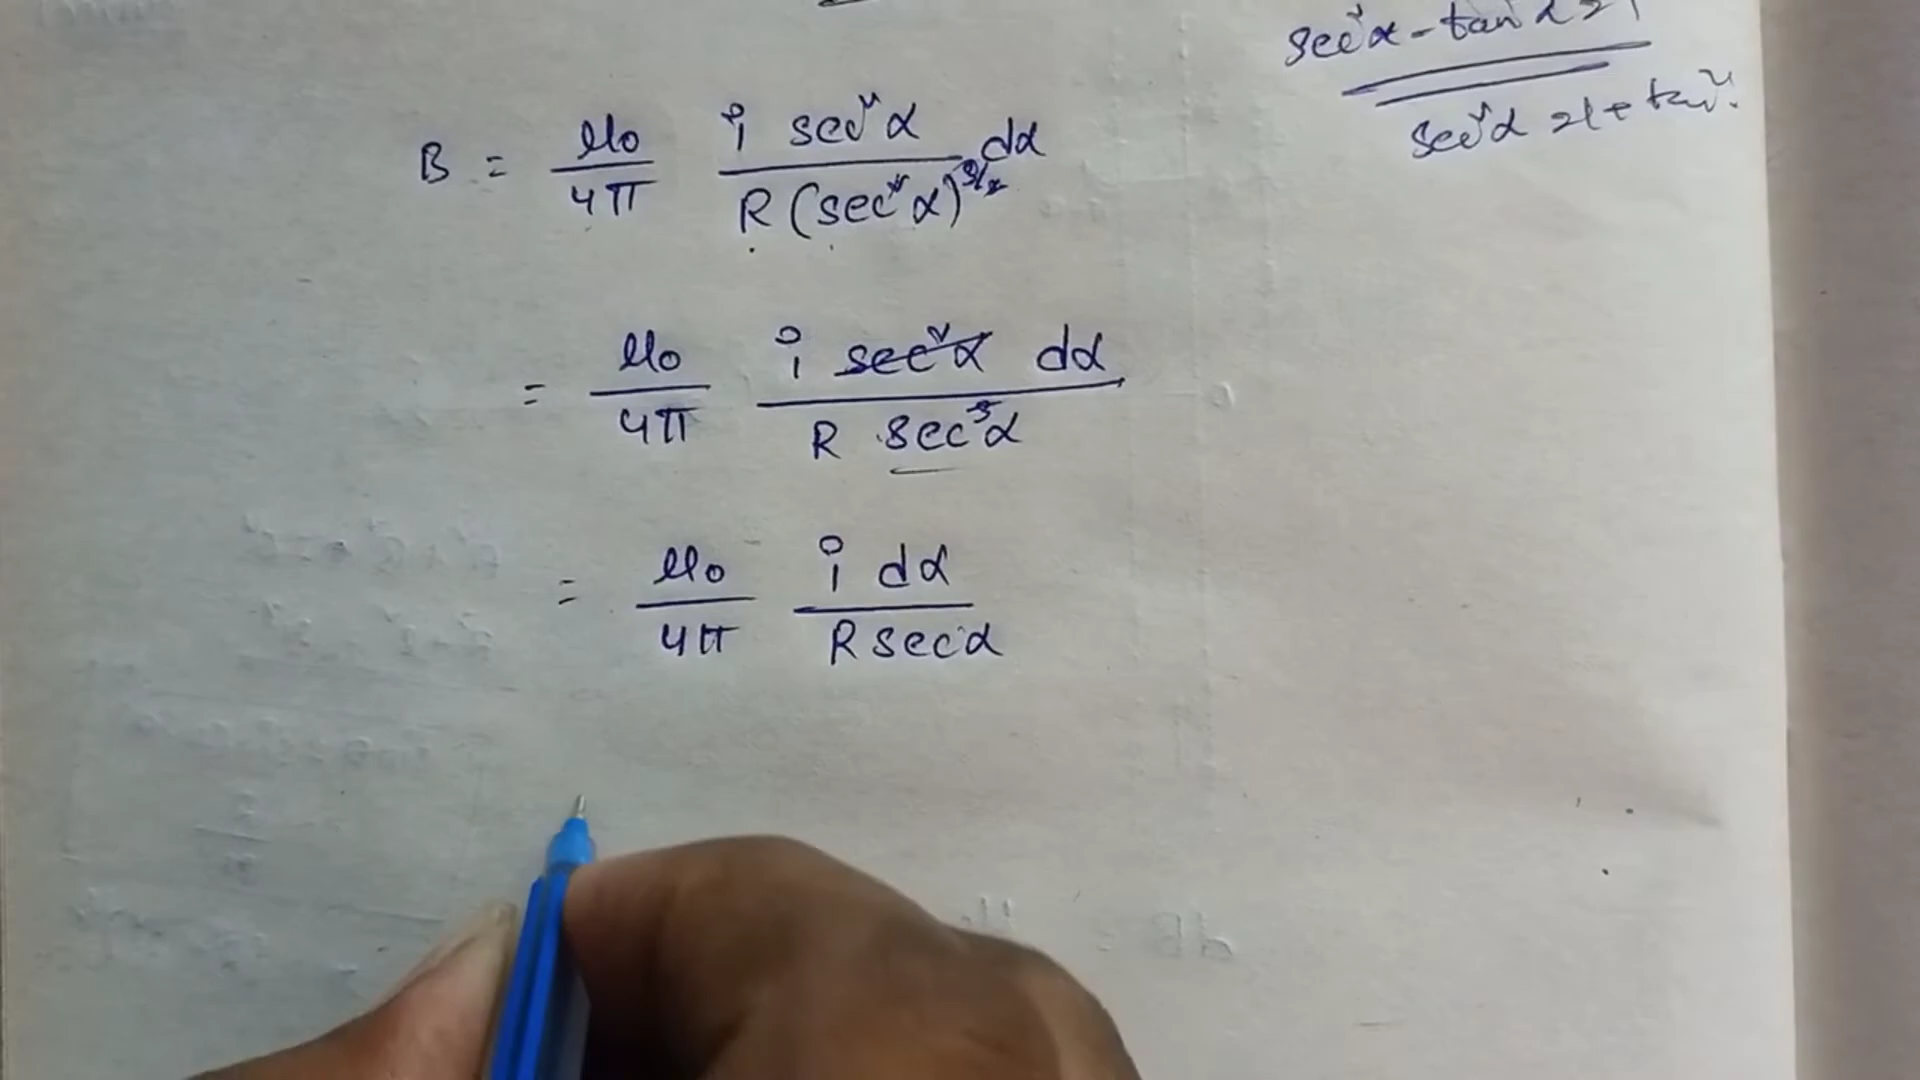 sec²α - tan²α = 1
sec²α = 1 + tan²
B = μ₀/4π i sec²α/R(sec²α)^3/2 dα
= μ₀/4π i sec²α dα/R sec³α
= μ₀/4π i dα/R secα